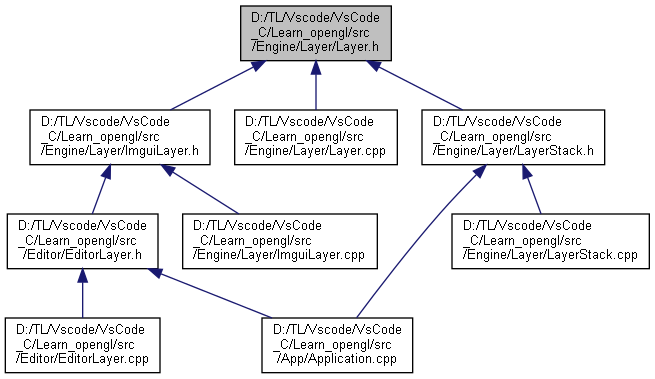 D:/TL/Vscode/VsCode
_C/Learn_opengl/src
/Engine/Layer/Layer.h
D:/TL/Vscode/VsCode
_C/Learn_opengl/src
/Engine/Layer/ImguiLayer.h
D:/TL/Vscode/VsCode
_C/Learn_opengl/src
/Engine/Layer/Layer.cpp
D:/TL/Vscode/VsCode
_C/Learn_opengl/src
/Engine/Layer/LayerStack.h
D:/TL/Vscode/VsCode
_C/Learn_opengl/src
/Editor/EditorLayer.h
D:/TL/Vscode/VsCode
_C/Learn_opengl/src
/Engine/Layer/ImguiLayer.cpp
D:/TL/Vscode/VsCode
_C/Learn_opengl/src
/Engine/Layer/LayerStack.cpp
D:/TL/Vscode/VsCode
_C/Learn_opengl/src
/Editor/EditorLayer.cpp
D:/TL/Vscode/VsCode
_C/Learn_opengl/src
/App/Application.cpp